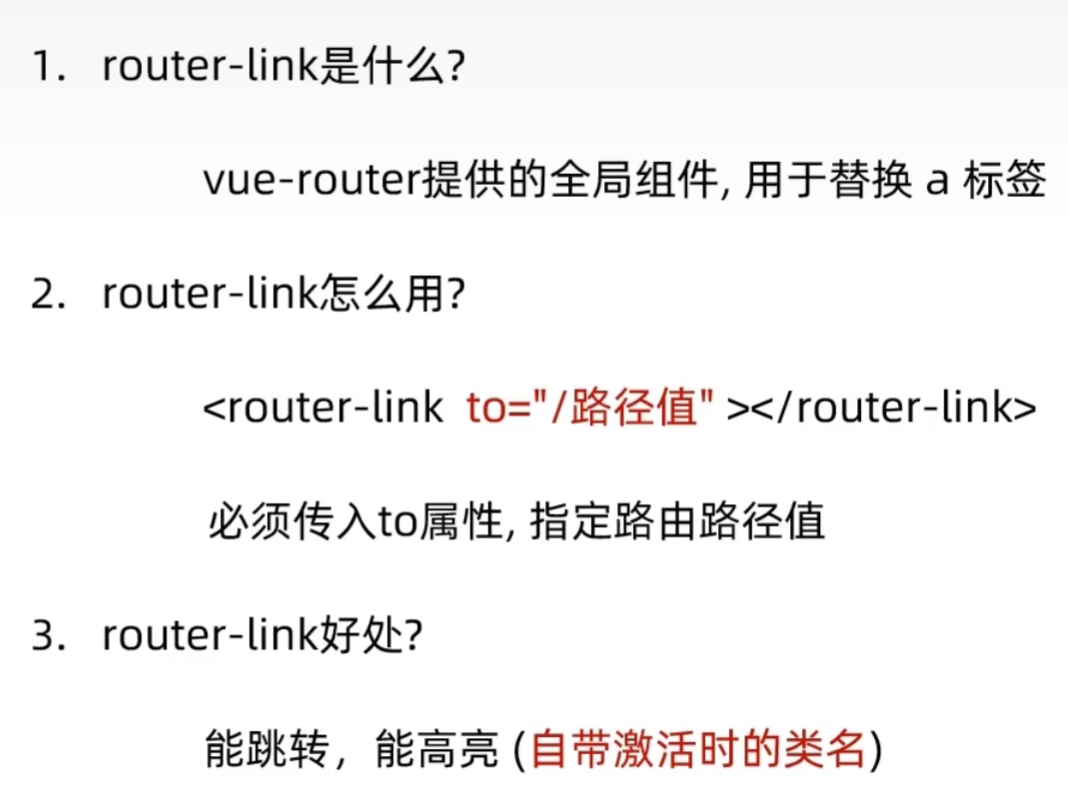 1. router-link是什么?
vue-router提供的全局组件, 用于替换 a 标签
2. router-link怎么用?
<router-link to="/路径值" ></router-link>
必须传入to属性, 指定路由路径值
3. router-link好处?
能跳转，能高亮 (自带激活时的类名)